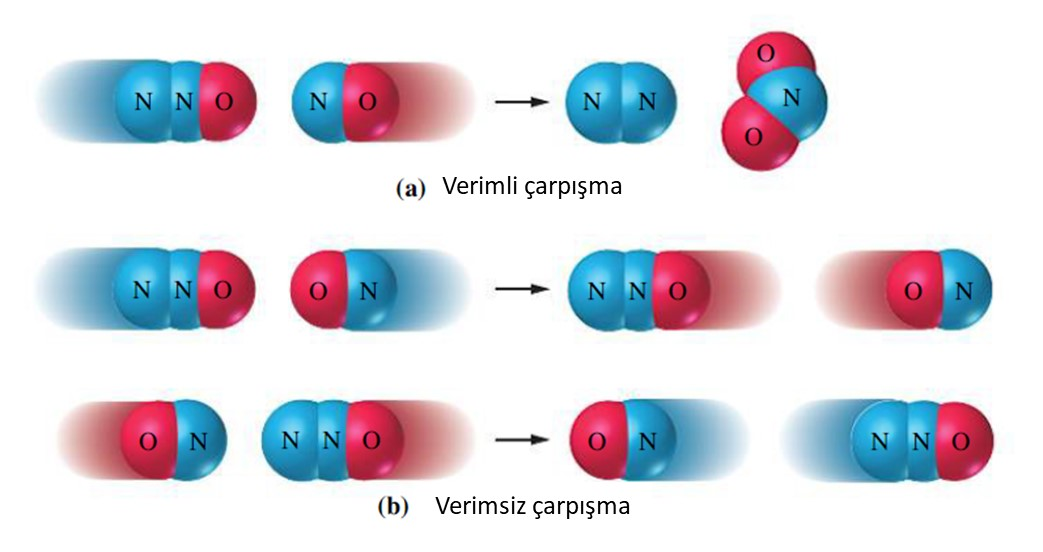 N N O N O N N O N O
(a) Verimli çarpışma
N N O O N N N O O N
O N N N O O N N N O
(b) Verimsiz çarpışma